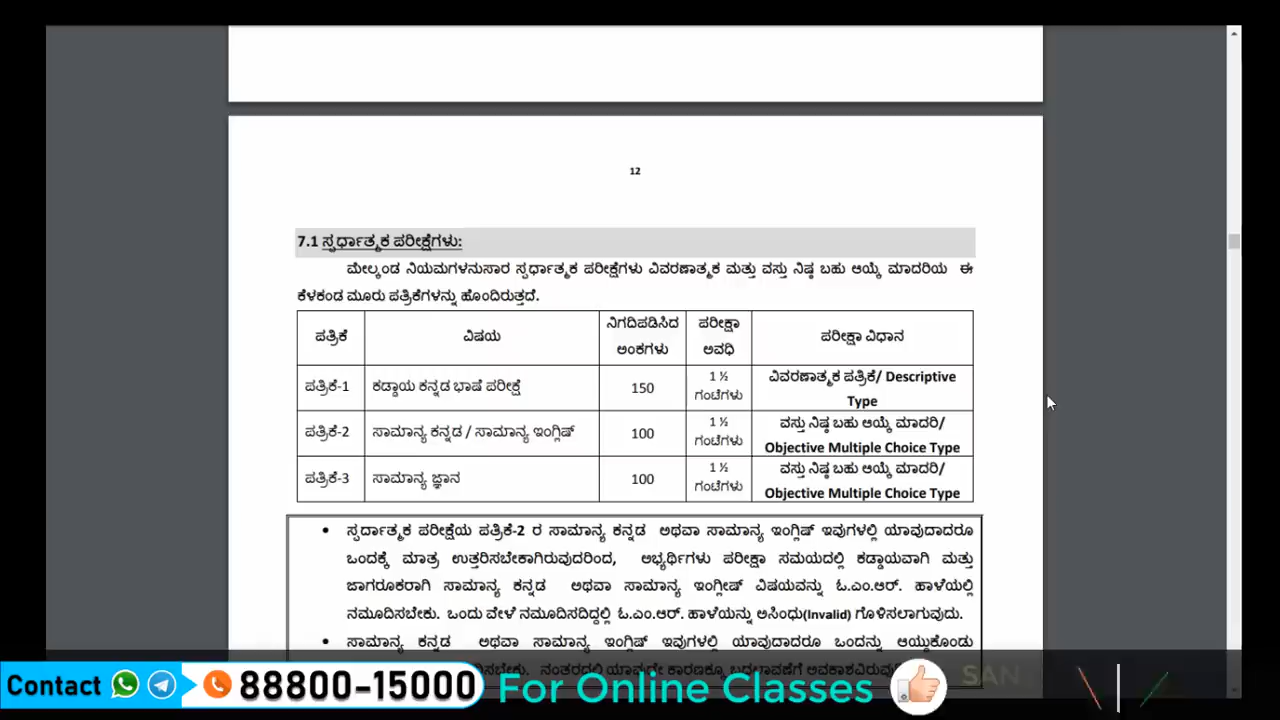 12
7.1 ಸ್ಪರ್ಧಾತ್ಮಕ ಪರೀಕ್ಷೆಗಳು:
ಮೇಲ್ಕಂಡ ನಿಯಮಗಳನುಸಾರ ಸ್ಪರ್ಧಾತ್ಮಕ ಪರೀಕ್ಷೆಗಳು ವಿವರಣಾತ್ಮಕ ಮತ್ತು ವಸ್ತು ನಿಷ್ಠ ಬಹು ಆಯ್ಕೆ ಮಾದರಿಯ ಈ
ಕೆಳಕಂಡ ಮೂರು ಪತ್ರಿಕೆಗಳನ್ನು ಹೊಂದಿರುತ್ತದೆ.
ಪತ್ರಿಕೆ ವಿಷಯ ನಿಗದಿಪಡಿಸಿದ ಅಂಕಗಳು ಪರೀಕ್ಷಾ ಅವಧಿ ಪರೀಕ್ಷಾ ವಿಧಾನ
ಪತ್ರಿಕೆ-1 ಕಡ್ಡಾಯ ಕನ್ನಡ ಭಾಷೆ ಪರೀಕ್ಷೆ 150 1 ½ ಗಂಟೆಗಳು ವಿವರಣಾತ್ಮಕ ಪತ್ರಿಕೆ/ Descriptive Type
ಪತ್ರಿಕೆ-2 ಸಾಮಾನ್ಯ ಕನ್ನಡ / ಸಾಮಾನ್ಯ ಇಂಗ್ಲಿಷ್ 100 1 ½ ಗಂಟೆಗಳು ವಸ್ತು ನಿಷ್ಠ ಬಹು ಆಯ್ಕೆ ಮಾದರಿ/ Objective Multiple Choice Type
ಪತ್ರಿಕೆ-3 ಸಾಮಾನ್ಯ ಜ್ಞಾನ 100 1 ½ ಗಂಟೆಗಳು ವಸ್ತು ನಿಷ್ಠ ಬಹು ಆಯ್ಕೆ ಮಾದರಿ/ Objective Multiple Choice Type
• ಸ್ಪರ್ದಾತ್ಮಕ ಪರೀಕ್ಷೆಯ ಪತ್ರಿಕೆ-2 ರ ಸಾಮಾನ್ಯ ಕನ್ನಡ ಅಥವಾ ಸಾಮಾನ್ಯ ಇಂಗ್ಲಿಷ್ ಇವುಗಳಲ್ಲಿ ಯಾವುದಾದರೂ
ಒಂದಕ್ಕೆ ಮಾತ್ರ ಉತ್ತರಿಸಬೇಕಾಗಿರುವುದರಿಂದ, ಅಭ್ಯರ್ಥಿಗಳು ಪರೀಕ್ಷಾ ಸಮಯದಲ್ಲಿ ಕಡ್ಡಾಯವಾಗಿ ಮತ್ತು
ಜಾಗರೂಕರಾಗಿ ಸಾಮಾನ್ಯ ಕನ್ನಡ ಅಥವಾ ಸಾಮಾನ್ಯ ಇಂಗ್ಲೀಷ್ ವಿಷಯವನ್ನು ಓ.ಎಂ.ಆರ್. ಹಾಳೆಯಲ್ಲಿ
ನಮೂದಿಸಬೇಕು. ಒಂದು ವೇಳೆ ನಮೂದಿಸದಿದ್ದಲ್ಲಿ ಓ.ಎಂ.ಆರ್. ಹಾಳೆಯನ್ನು ಅಸಿಂಧು(Invalid) ಗೊಳಿಸಲಾಗುವುದು.
• ಸಾಮಾನ್ಯ ಕನ್ನಡ ಅಥವಾ ಸಾಮಾನ್ಯ ಇಂಗ್ಲಿಷ್ ಇವುಗಳಲ್ಲಿ ಯಾವುದಾದರೂ ಒಂದನ್ನು ಆಯ್ದುಕೊಂಡು
ನಂತರದಲ್ಲಿ ಯಾವುದೇ ಕಾರಣಕ್ಕೂ ಬದಲಾವಣೆಗೆ
SAN
Contact 88800-15000 For Online Classes